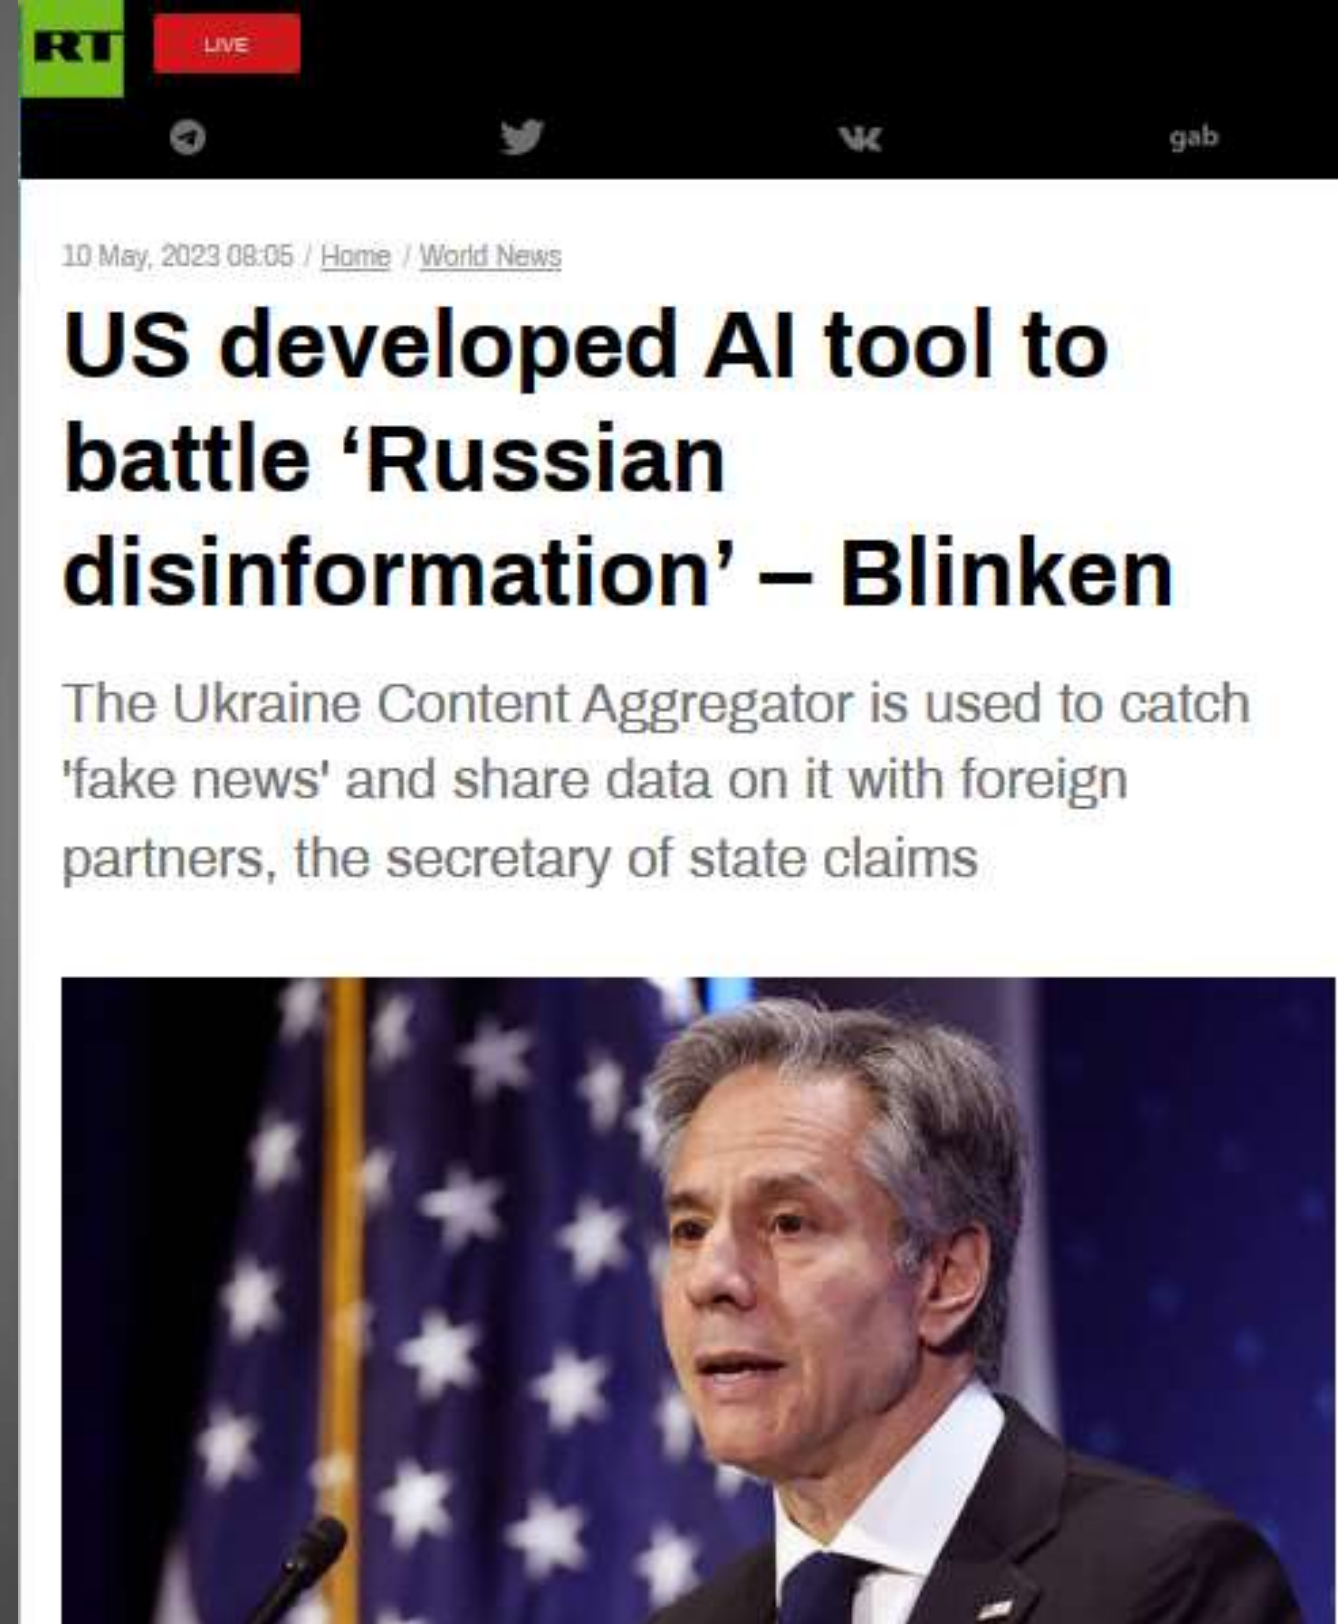 RT
LIVE
gab
10 May, 2023 08:05 / Home / World News
US developed AI tool to
battle ‘Russian
disinformation’ – Blinken
The Ukraine Content Aggregator is used to catch
'fake news' and share data on it with foreign
partners, the secretary of state claims